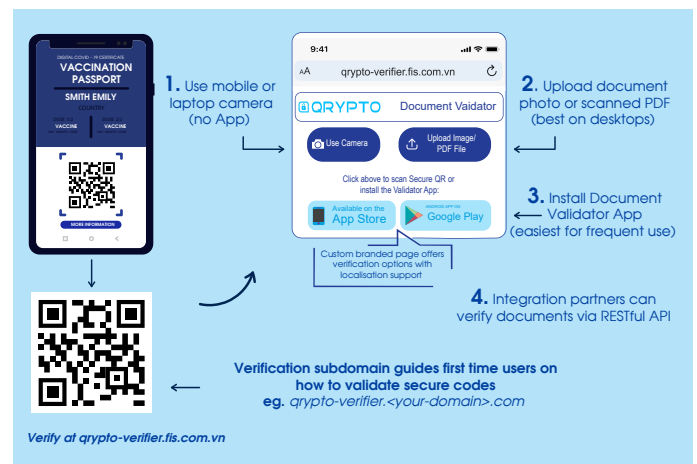 DIGITAL COVID - 19 CERTIFICATE
VACCINATION
PASSPORT
SMITH EMILY
COUNTRY
VACCINE
VACCINE
MORE INFORMATION
1. Use mobile or
laptop camera
(no App)
9:41
AA
qrypto-verifier.fis.com.vn
QRYPTO
Document Vaidator
Use Camera
Upload Image/
PDF File
Click above to scan Secure QR or
install the Validator App:
Available on the
App Store
ANDROID APP ON
Google Play
Custom branded page offers
verification options with
localisation support
2. Upload document
photo or scanned PDF
(best on desktops)
3. Install Document
Validator App
(easiest for frequent use)
4. Integration partners can
verify documents via RESTful API
Verification subdomain guides first time users on
how to validate secure codes
eg. qrypto-verifier.<your-domain>.com
Verify at qrypto-verifier.fis.com.vn